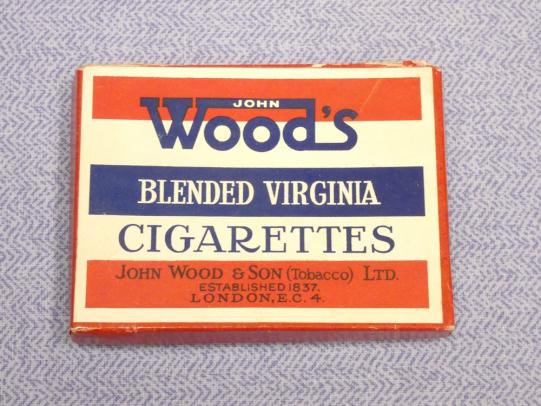 JOHN
Wood's
BLENDED VIRGINIA
CIGARETTES
JOHN WOOD & SON (TOBACCO) LTD.
ESTABLISHED 1837.
LONDON, E.C. 4.